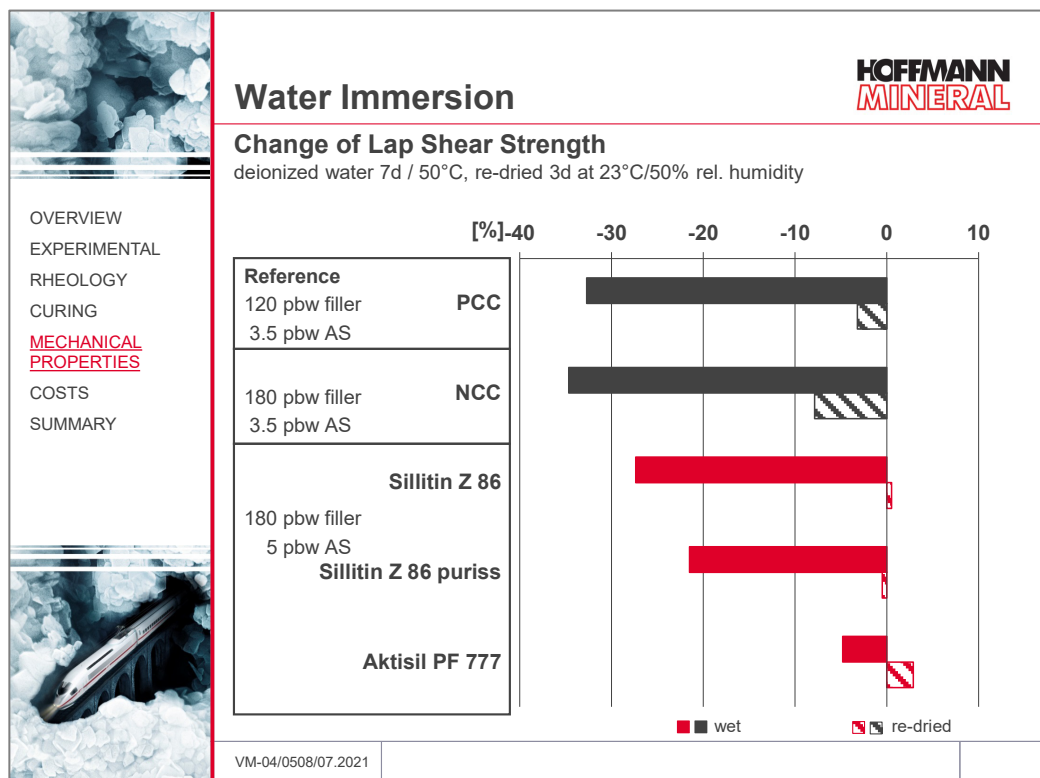 HOFFMANN
MINERAL
Water Immersion
Change of Lap Shear Strength
deionized water 7d / 50°C, re-dried 3d at 23°C/50% rel. humidity
OVERVIEW
EXPERIMENTAL
RHEOLOGY
CURING
MECHANICAL
PROPERTIES
COSTS
SUMMARY
[%] -40 -30 -20 -10 0 10
Reference
120 pbw filler PCC
3.5 pbw AS
180 pbw filler NCC
3.5 pbw AS
Sillitin Z 86
180 pbw filler
5 pbw AS
Sillitin Z 86 puriss
Aktisil PF 777
wet re-dried
VM-04/0508/07.2021